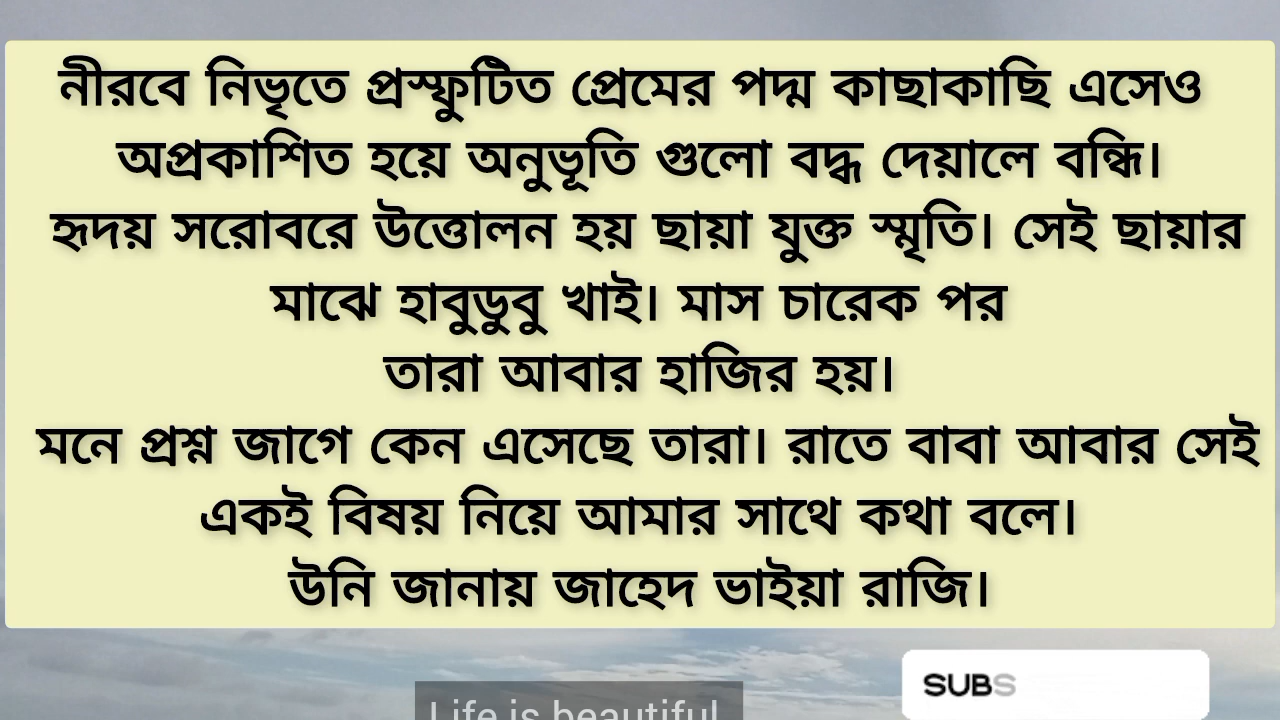 নীরবে নিভৃতে প্রস্ফুটিত প্রেমের পদ্ম কাছাকাছি এসেও
অপ্রকাশিত হয়ে অনুভূতি গুলো বদ্ধ দেয়ালে বন্ধি।
হৃদয় সরোবরে উত্তোলন হয় ছায়া যুক্ত স্মৃতি। সেই ছায়ার
মাঝে হাবুডুবু খাই। মাস চারেক পর
তারা আবার হাজির হয়।
মনে প্রশ্ন জাগে কেন এসেছে তারা। রাতে বাবা আবার সেই
একই বিষয় নিয়ে আমার সাথে কথা বলে।
উনি জানায় জাহেদ ভাইয়া রাজি।
Life is beautiful
SUBS